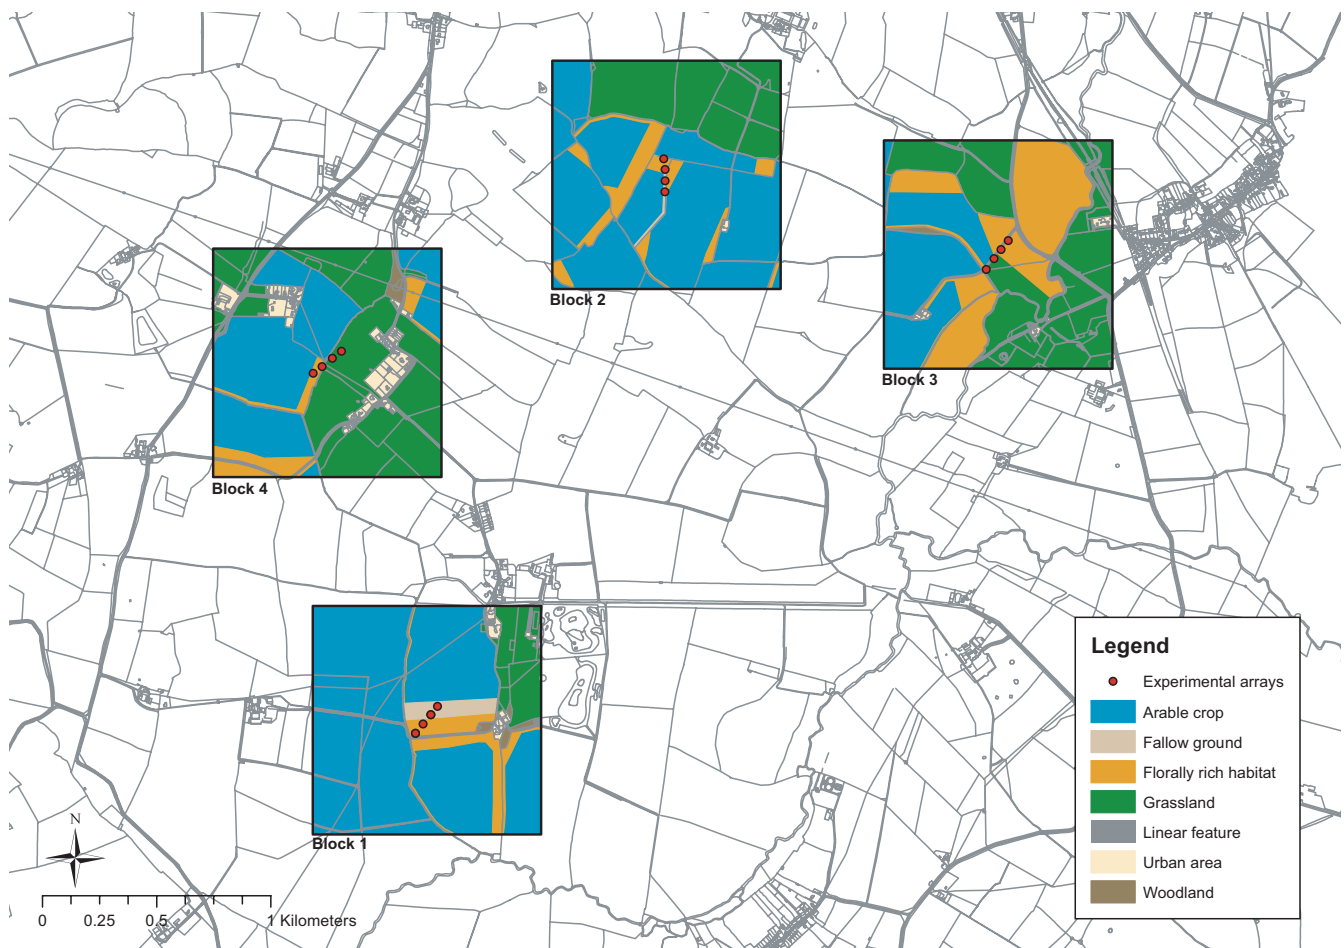 Block 2
Block 3
Block 4
Block 1
N
0 0.25 0.5 1 Kilometers
Legend
Experimental arrays
Arable crop
Fallow ground
Florally rich habitat
Grassland
Linear feature
Urban area
Woodland